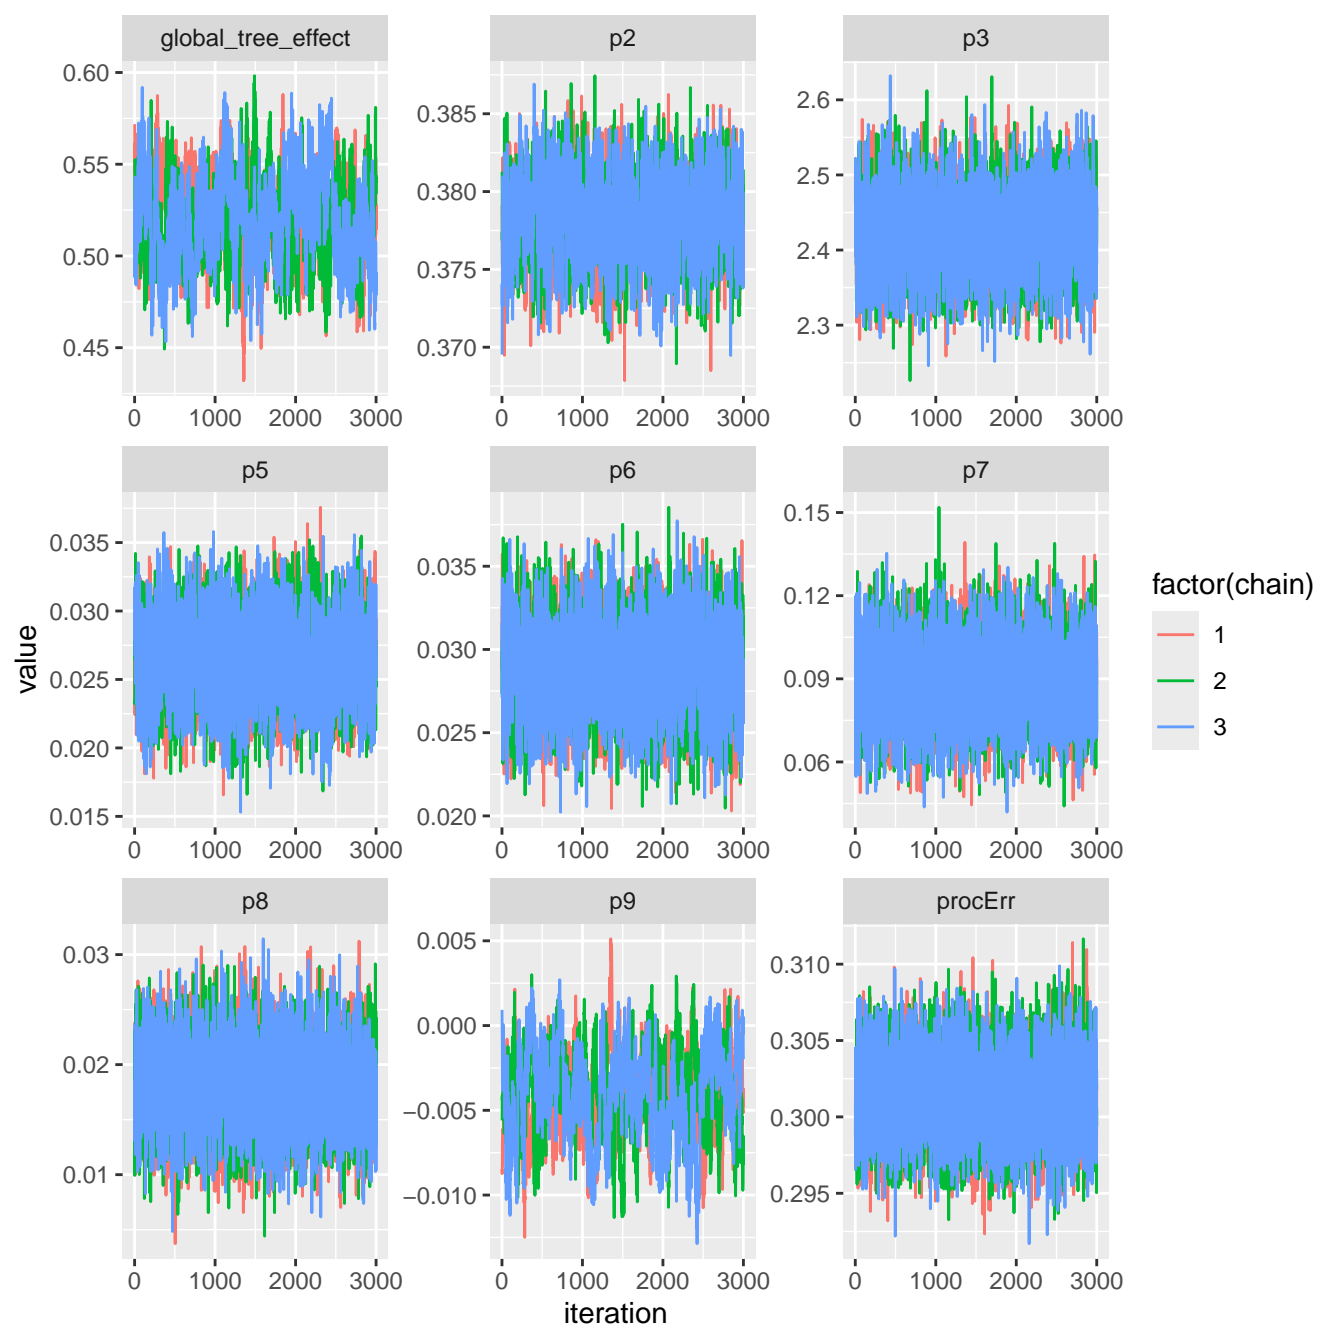 global_tree_effect
p2
p3
0.60
0.55
0.50
0.45
0.385
0.380
0.375
0.370
2.6
2.5
2.4
2.3
0 1000 2000 3000
0 1000 2000 3000
0 1000 2000 3000
p5
p6
p7
0.035
0.030
0.025
0.020
0.015
0.035
0.030
0.025
0.020
0.15
0.12
0.09
0.06
0 1000 2000 3000
0 1000 2000 3000
0 1000 2000 3000
p8
p9
procErr
0.03
0.02
0.01
0.005
0.000
−0.005
−0.010
0.310
0.305
0.300
0.295
0 1000 2000 3000
0 1000 2000 3000
0 1000 2000 3000
value
iteration
factor(chain)
1
2
3